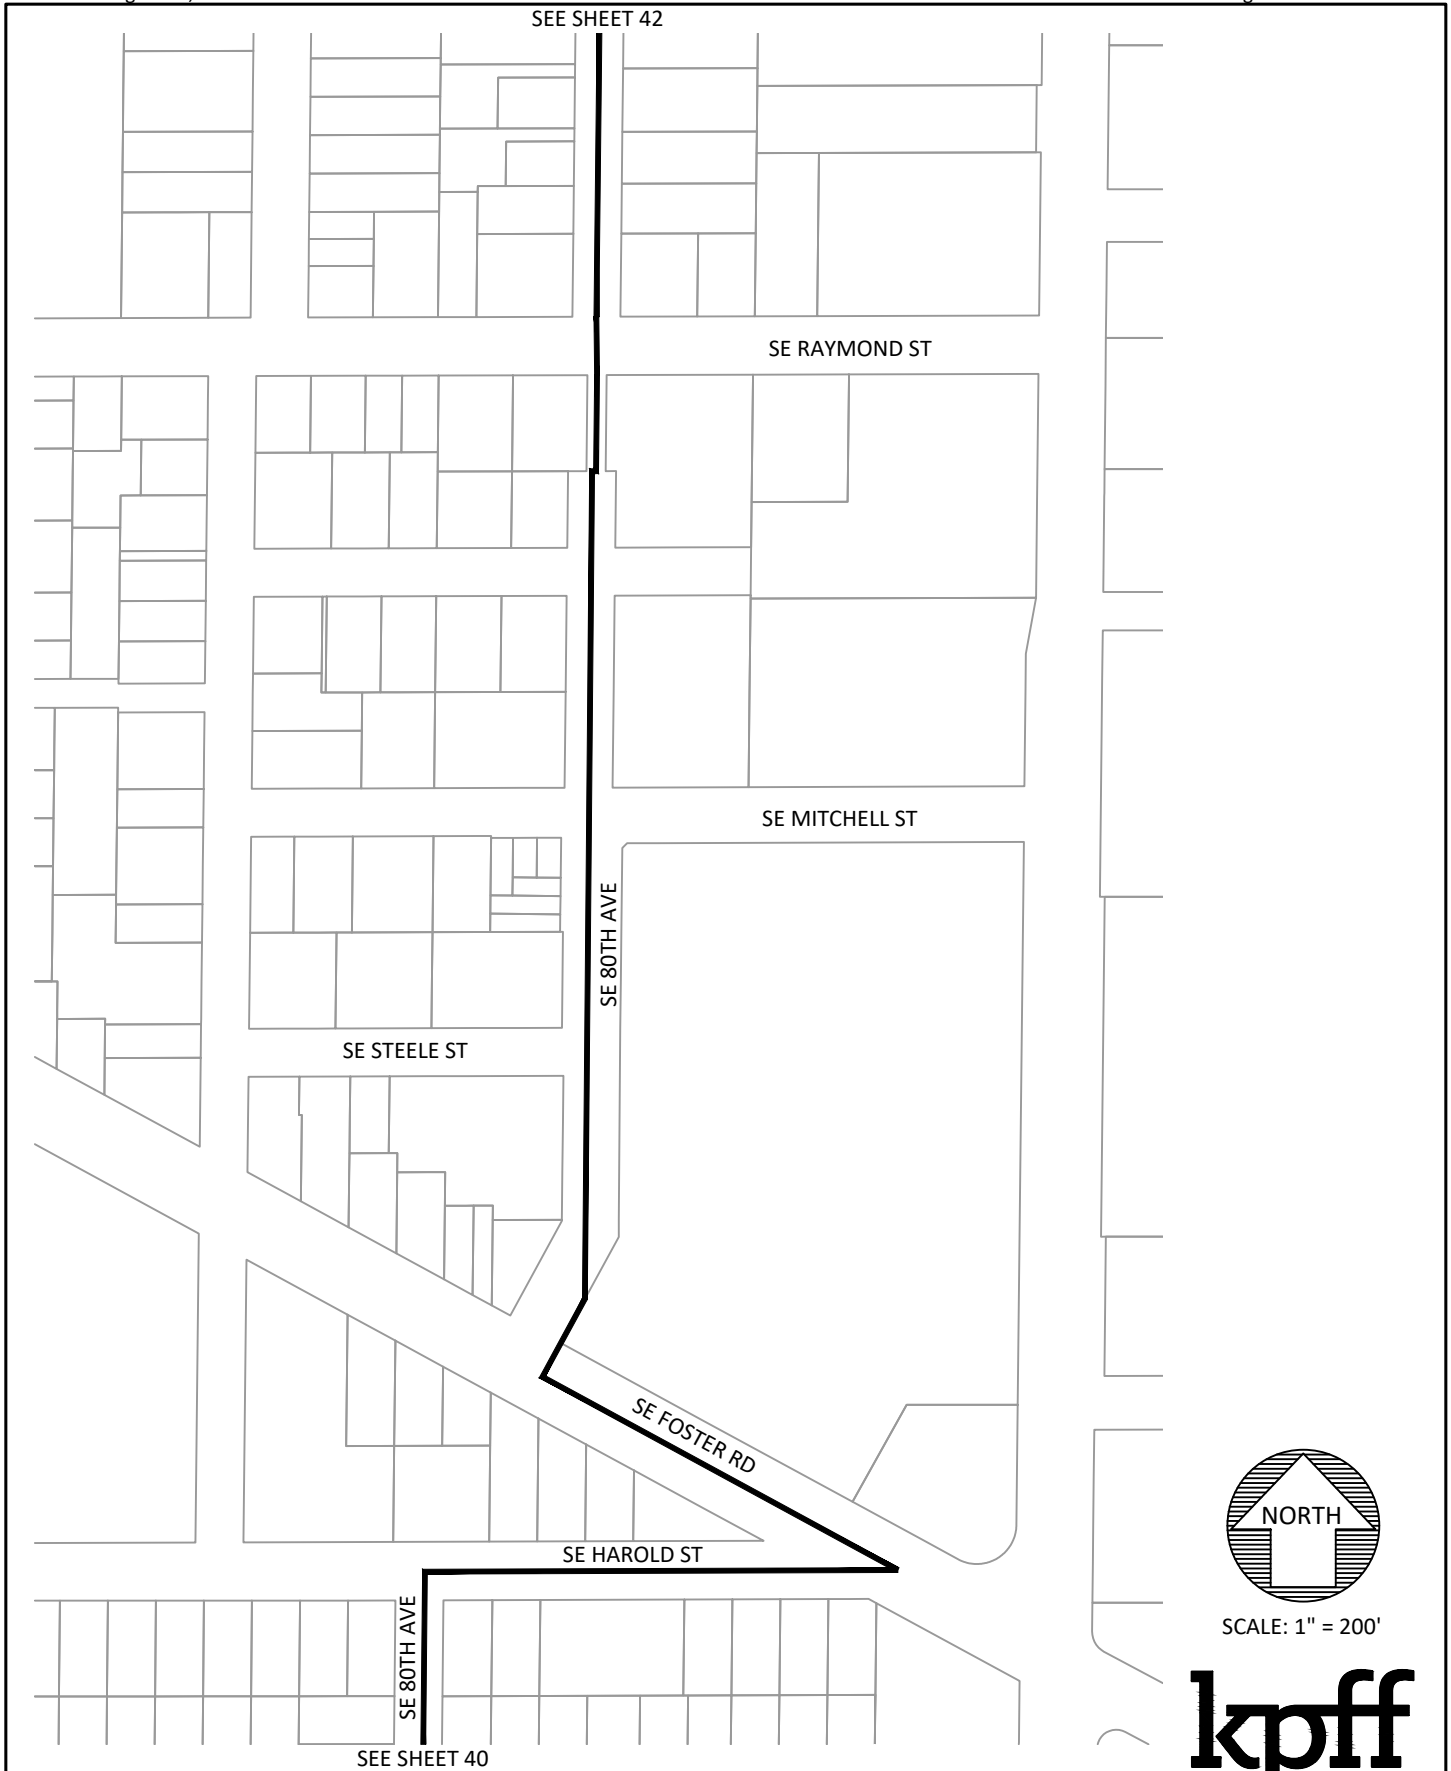 SEE SHEET 42
SE RAYMOND ST
SE MITCHELL ST
SE 80TH AVE
SE STEELE ST
SE FOSTER RD
NORTH
SE HAROLD ST
SE 80TH AVE
SCALE: 1" = 200'
kpff
SEE SHEET 40